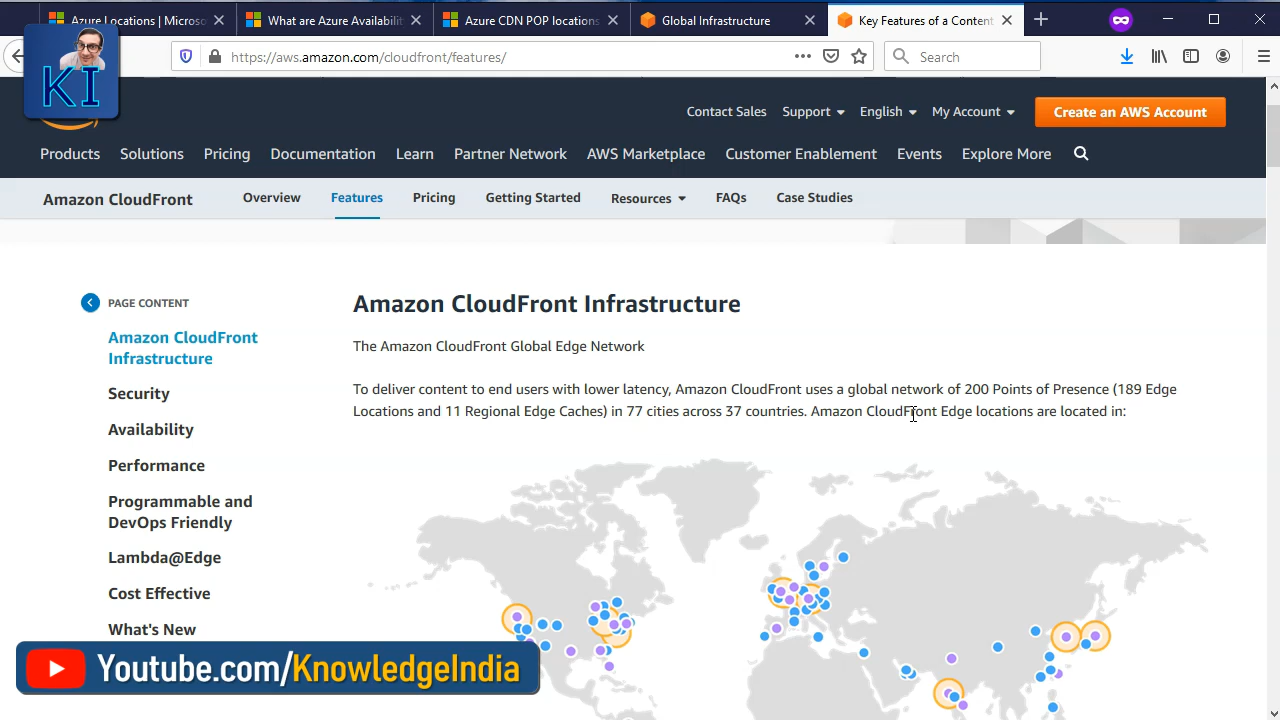 Azure Locations | Microso
What are Azure Availabilit
Azure CDN POP locations
Global Infrastructure
Key Features of a Content
https://aws.amazon.com/cloudfront/features/
Search
KI
Contact Sales
Support
English
My Account
Create an AWS Account
Products
Solutions
Pricing
Documentation
Learn
Partner Network
AWS Marketplace
Customer Enablement
Events
Explore More
Amazon CloudFront
Overview
Features
Pricing
Getting Started
Resources
FAQs
Case Studies
PAGE CONTENT
Amazon CloudFront
Infrastructure
Security
Availability
Performance
Programmable and
DevOps Friendly
Lambda@Edge
Cost Effective
What's New
Amazon CloudFront Infrastructure
The Amazon CloudFront Global Edge Network
To deliver content to end users with lower latency, Amazon CloudFront uses a global network of 200 Points of Presence (189 Edge
Locations and 11 Regional Edge Caches) in 77 cities across 37 countries. Amazon CloudFront Edge locations are located in:
Youtube.com/KnowledgeIndia